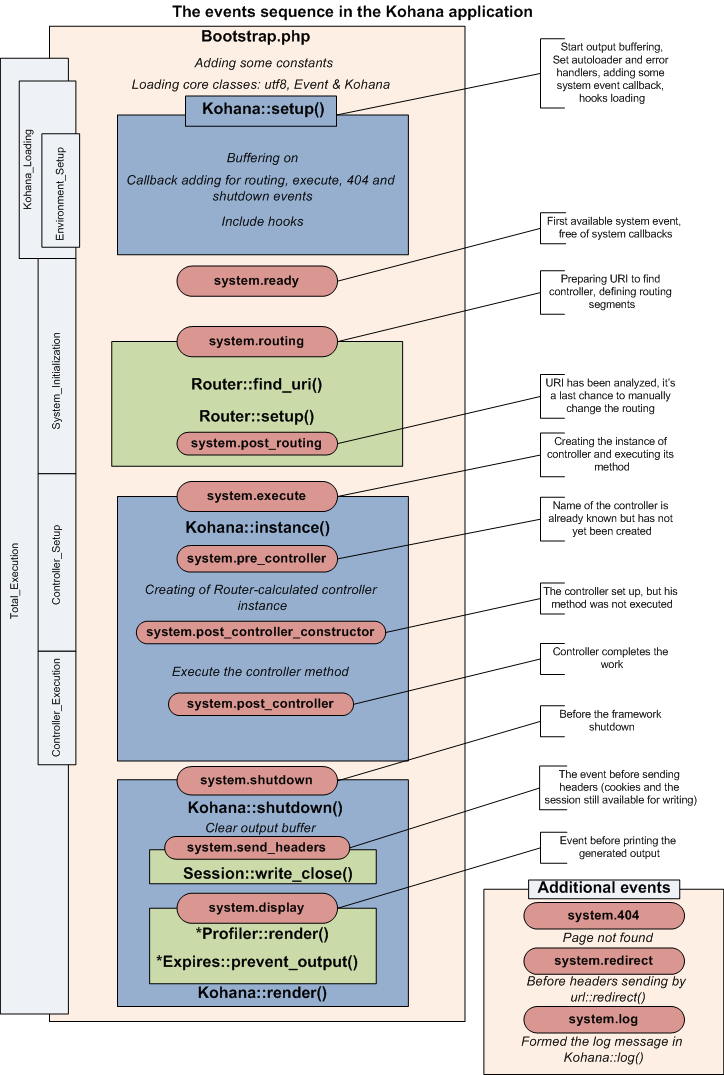 The events sequence in the Kohana application
Bootstrap.php
Adding some constants
Loading core classes: utf8, Event & Kohana
Kohana::setup()
Buffering on
Callback adding for routing, execute, 404 and
shutdown events
Include hooks
system.ready
system.routing
Router::find_uri()
Router::setup()
system.post_routing
system.execute
Kohana::instance()
system.pre_controller
Creating of Router-calculated controller
instance
system.post_controller_constructor
Execute the controller method
system.post_controller
system.shutdown
Kohana::shutdown()
Clear output buffer
system.send_headers
Session::write_close()
system.display
*Profiler::render()
*Expires::prevent_output()
Kohana::render()
Total_Execution
Kohana_Loading
Environment_Setup
System_Initialization
Controller_Setup
Controller_Execution
Start output buffering,
Set autoloader and error
handlers, adding some
system event callback,
hooks loading
First available system event,
free of system callbacks
Preparing URI to find
controller, defining routing
segments
URI has been analyzed, it's
a last chance to manually
change the routing
Creating the instance of
controller and executing its
method
Name of the controller is
already known but has not
yet been created
The controller set up, but his
method was not executed
Controller completes the
work
Before the framework
shutdown
The event before sending
headers (cookies and the
session still available for writing)
Event before printing the
generated output
Additional events
system.404
Page not found
system.redirect
Before headers sending by
url::redirect()
system.log
Formed the log message in
Kohana::log()